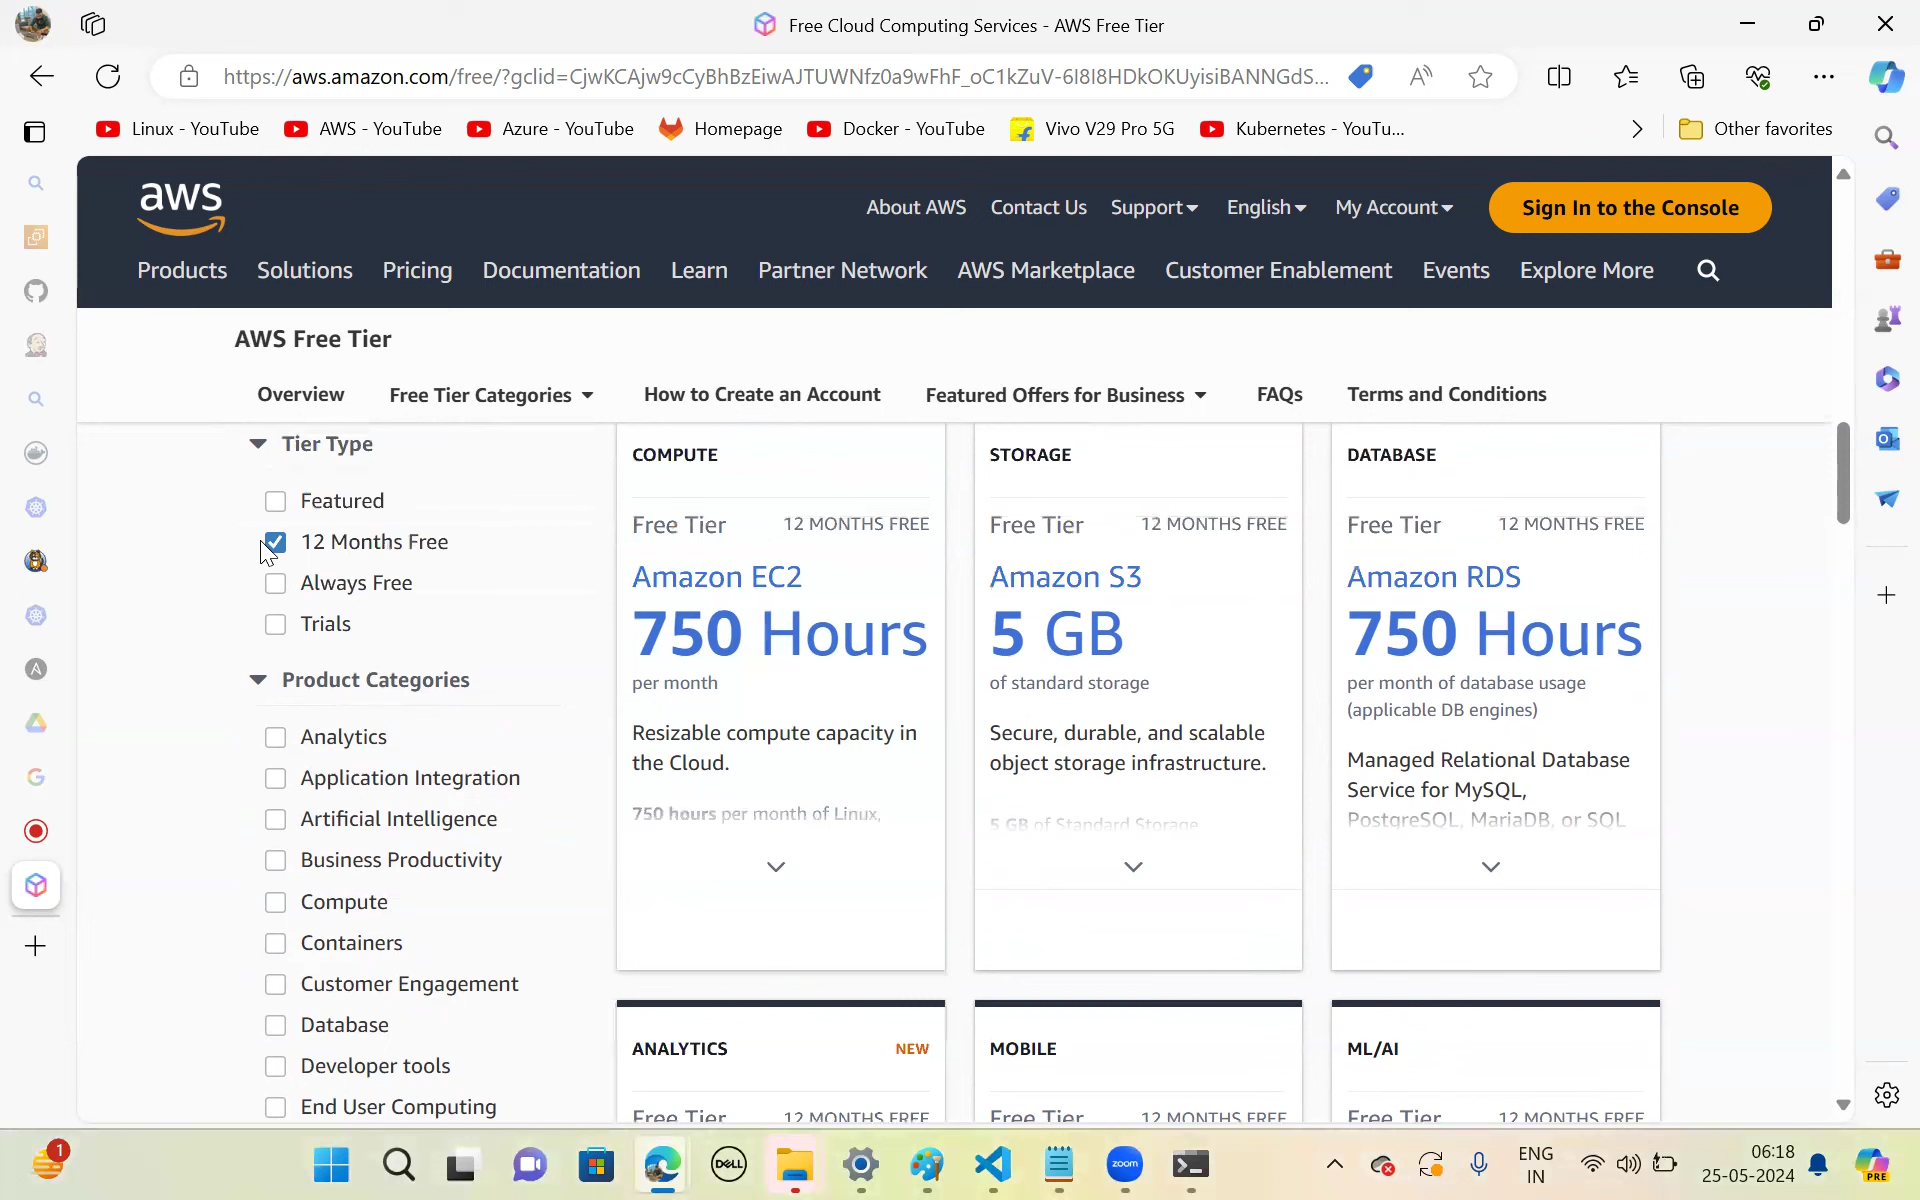 Free Cloud Computing Services - AWS Free Tier
https://aws.amazon.com/free/?gclid=CjwKCAjw9cCyBhBzEiwAJTUWNfz0a9wFhF_oC1kZuV-6I8I8HDkOKUyisiBANNGdS...
Linux - YouTube
AWS - YouTube
Azure - YouTube
Homepage
Docker - YouTube
Vivo V29 Pro 5G
Kubernetes - YouTu...
Other favorites
aws
About AWS
Contact Us
Support
English
My Account
Sign In to the Console
Products
Solutions
Pricing
Documentation
Learn
Partner Network
AWS Marketplace
Customer Enablement
Events
Explore More
AWS Free Tier
Overview
Free Tier Categories
How to Create an Account
Featured Offers for Business
FAQs
Terms and Conditions
Tier Type
Featured
12 Months Free
Always Free
Trials
Product Categories
Analytics
Application Integration
Artificial Intelligence
Business Productivity
Compute
Containers
Customer Engagement
Database
Developer tools
End User Computing
COMPUTE
Free Tier
12 MONTHS FREE
Amazon EC2
750 Hours
per month
Resizable compute capacity in
the Cloud.
750 hours per month of Linux,
STORAGE
Free Tier
12 MONTHS FREE
Amazon S3
5 GB
of standard storage
Secure, durable, and scalable
object storage infrastructure.
5 GB of Standard Storage
DATABASE
Free Tier
12 MONTHS FREE
Amazon RDS
750 Hours
per month of database usage
(applicable DB engines)
Managed Relational Database
Service for MySQL,
PostgreSQL, MariaDB, or SQL
ANALYTICS
NEW
Free Tier
12 MONTHS FREE
MOBILE
Free Tier
12 MONTHS FREE
ML/AI
Free Tier
12 MONTHS FREE
1
DELL
zoom
ENG
IN
06:18
25-05-2024
PRE